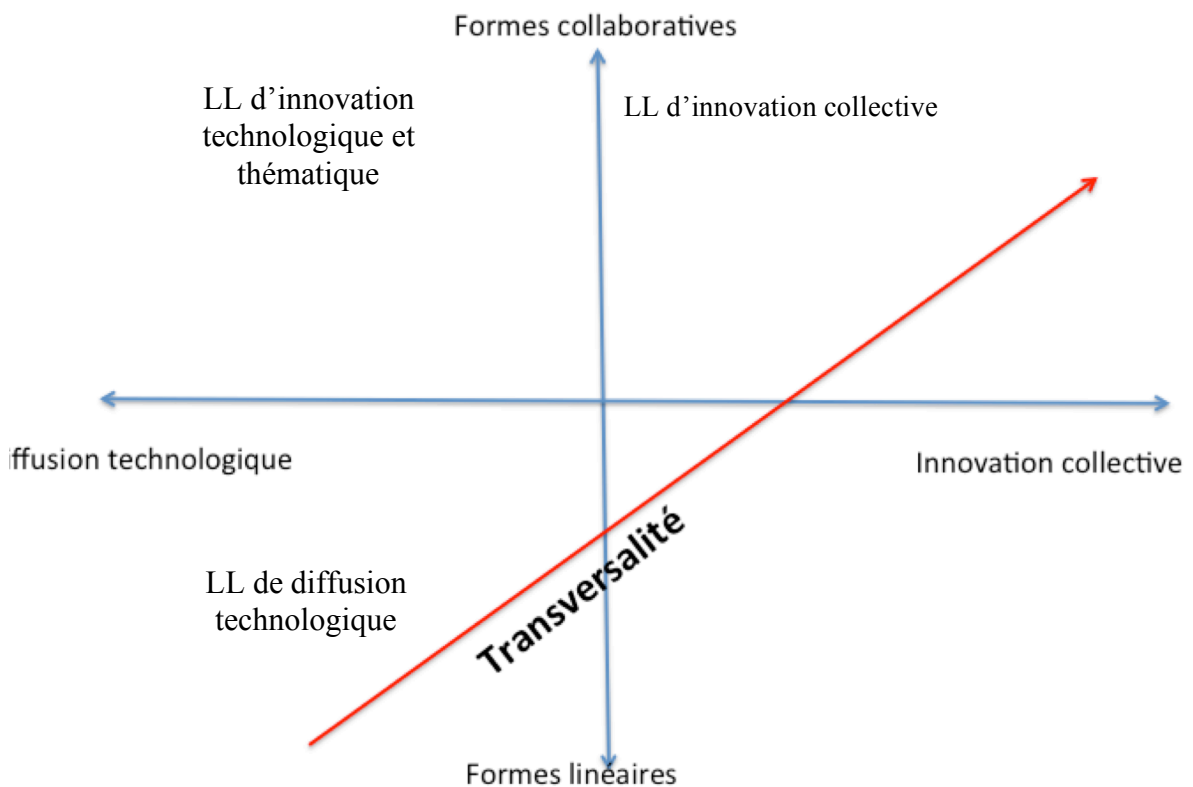 Formes collaboratives
LL d’innovation
technologique et
thématique
LL d’innovation collective
iffusion technologique
Innovation collective
Transversalité
LL de diffusion
technologique
Formes linéaires